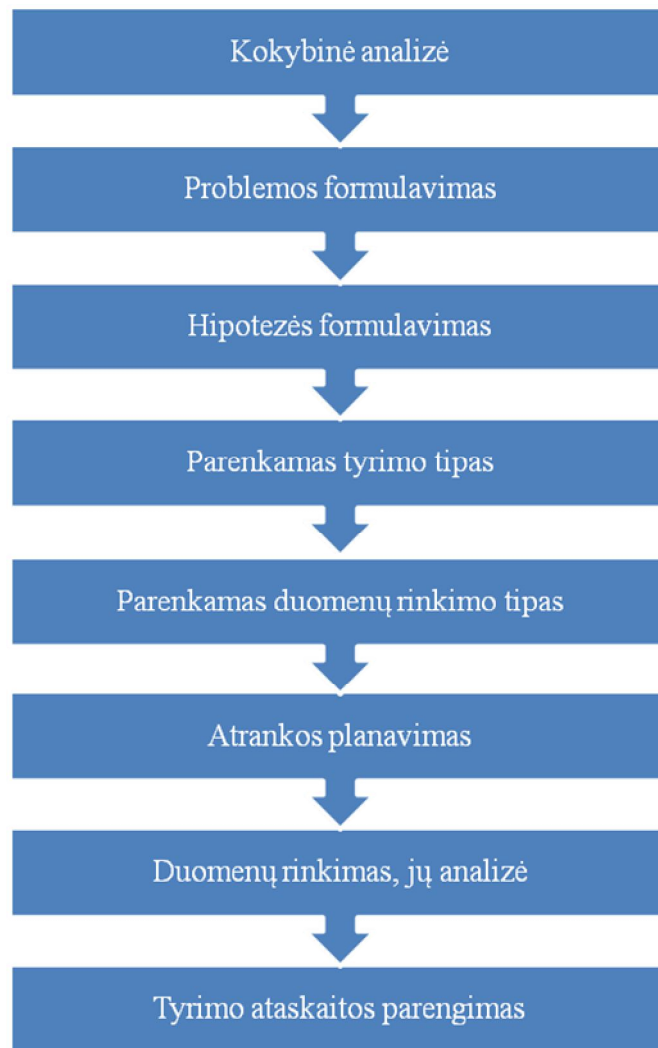 Kokybinė analizė
Problemos formulavimas
Hipotezės formulavimas
Parenkamas tyrimo tipas
Parenkamas duomenų rinkimo tipas
Atrankos planavimas
Duomenų rinkimas, jų analizė
Tyrimo ataskaitos parengimas